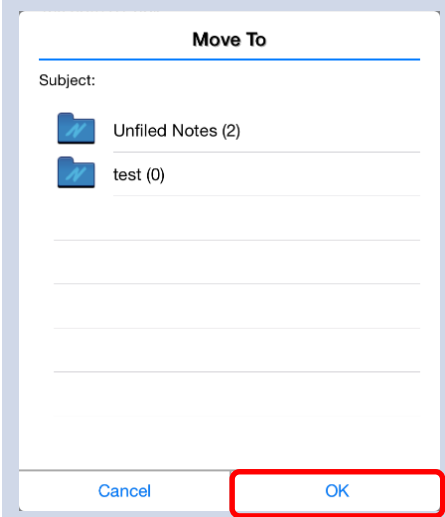 Move To
Subject:
Unfiled Notes (2)
test (0)
Cancel OK